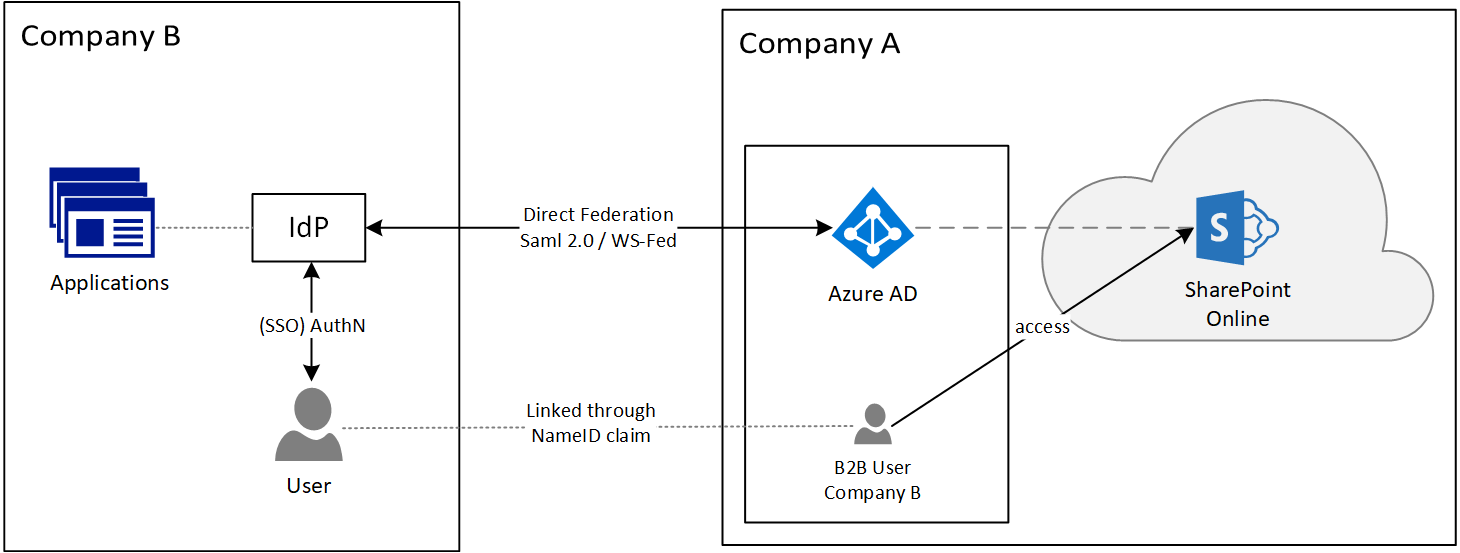 Company B
Company A
Applications
IdP
(SSO) AuthN
User
Direct Federation
Saml 2.0 / WS-Fed
Linked through
NameID claim
Azure AD
B2B User
Company B
access
S
SharePoint
Online